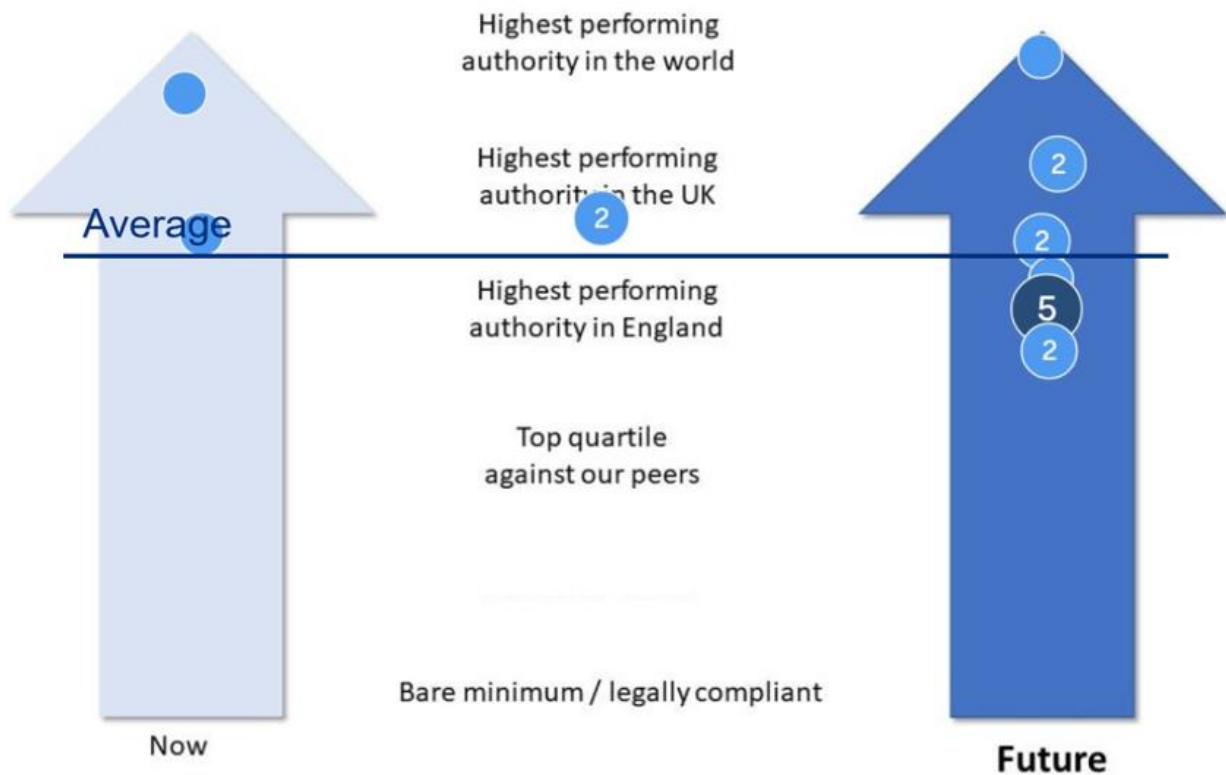 Highest performing
authority in the world
2
Highest performing
authority in the UK
2
Average
2
Highest performing
authority in England
5
2
Top quartile
against our peers
Bare minimum / legally compliant
Now
Future